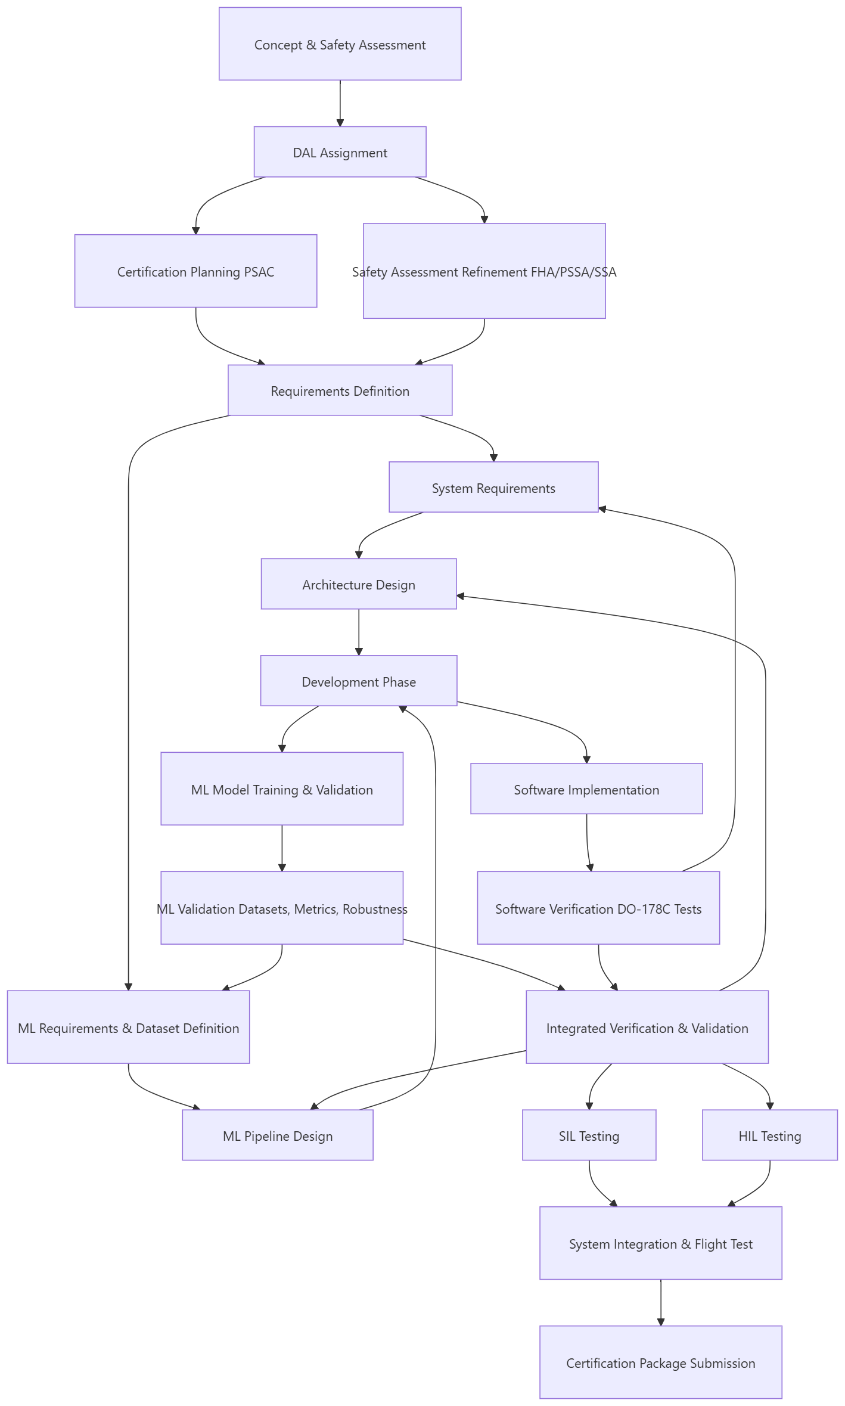 Concept & Safety Assessment
DAL Assignment
Certification Planning PSAC
Safety Assessment Refinement FHA/PSSA/SSA
Requirements Definition
System Requirements
Architecture Design
Development Phase
ML Model Training & Validation
Software Implementation
ML Validation Datasets, Metrics, Robustness
Software Verification DO-178C Tests
ML Requirements & Dataset Definition
Integrated Verification & Validation
ML Pipeline Design
SIL Testing
HIL Testing
System Integration & Flight Test
Certification Package Submission